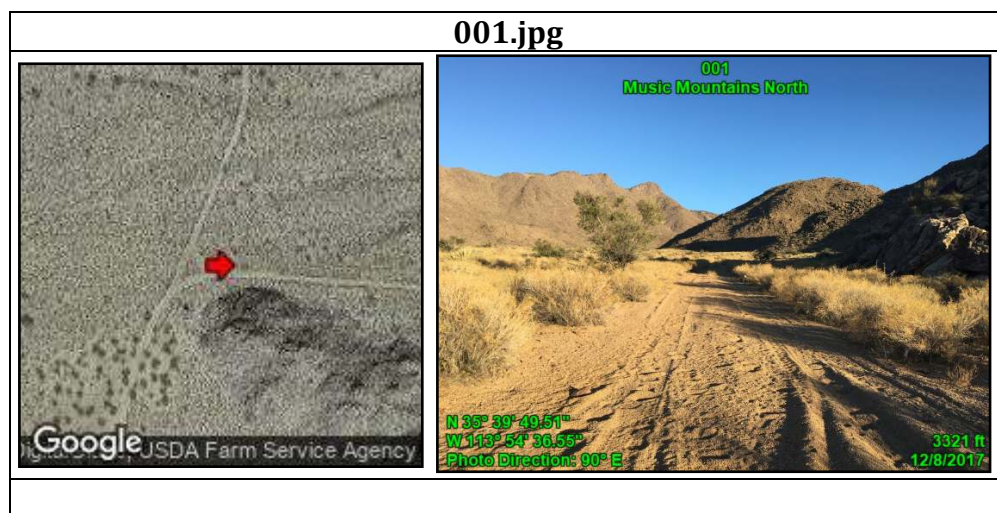 001.jpg
Google
USDA Farm Service Agency
001
Music Mountains North
N 35° 39' 49.51"
W 113° 54' 36.55"
Photo Direction: 90° E
3321 ft
12/8/2017